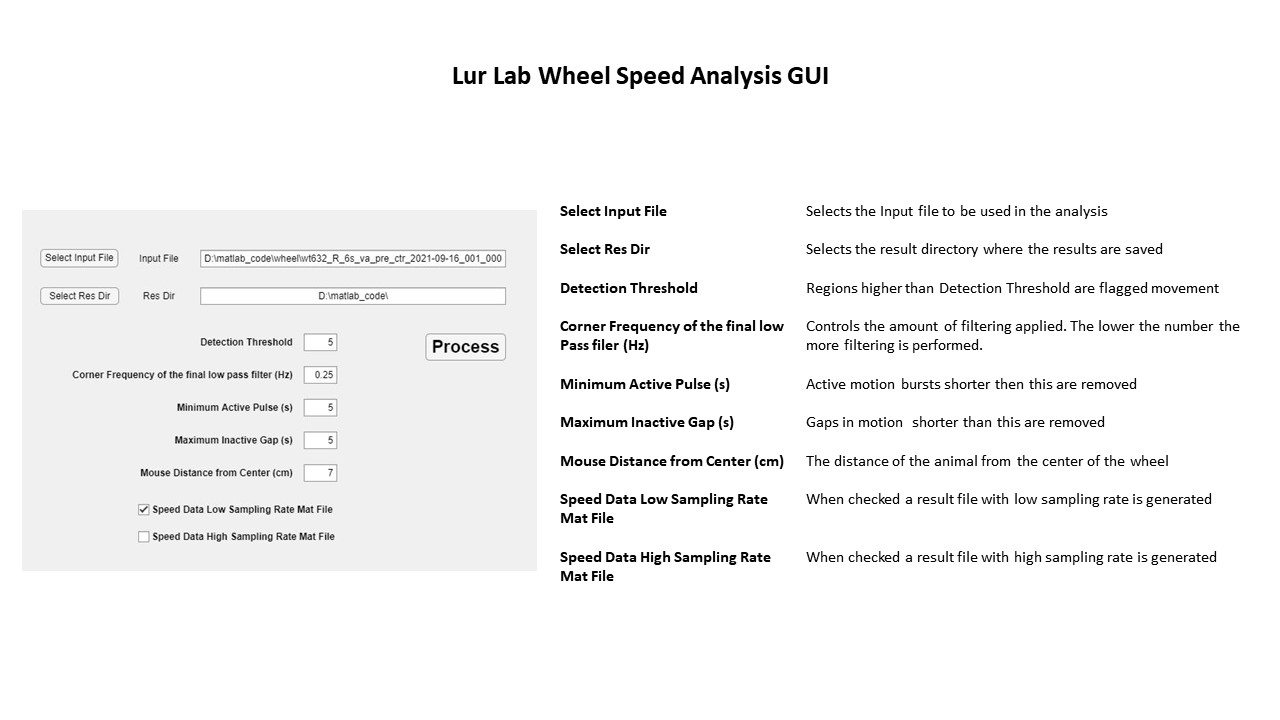 Lur Lab Wheel Speed Analysis GUI
Select Input File
Input File
D:\matlab_code\wheel\wt632_R_6s_va_pre_ctr_2021-09-16_001_000
Select Res Dir
Res Dir
D:\matlab_code\
Detection Threshold
5
Process
Corner Frequency of the final low pass filter (Hz)
0.25
Minimum Active Pulse (s)
5
Maximum Inactive Gap (s)
5
Mouse Distance from Center (cm)
7
Speed Data Low Sampling Rate Mat File
Speed Data High Sampling Rate Mat File
Select Input File
Selects the Input file to be used in the analysis
Select Res Dir
Selects the result directory where the results are saved
Detection Threshold
Regions higher than Detection Threshold are flagged movement
Corner Frequency of the final low
Pass filer (Hz)
Controls the amount of filtering applied. The lower the number the
more filtering is performed.
Minimum Active Pulse (s)
Active motion bursts shorter then this are removed
Maximum Inactive Gap (s)
Gaps in motion shorter than this are removed
Mouse Distance from Center (cm)
The distance of the animal from the center of the wheel
Speed Data Low Sampling Rate
Mat File
When checked a result file with low sampling rate is generated
Speed Data High Sampling Rate
Mat File
When checked a result file with high sampling rate is generated